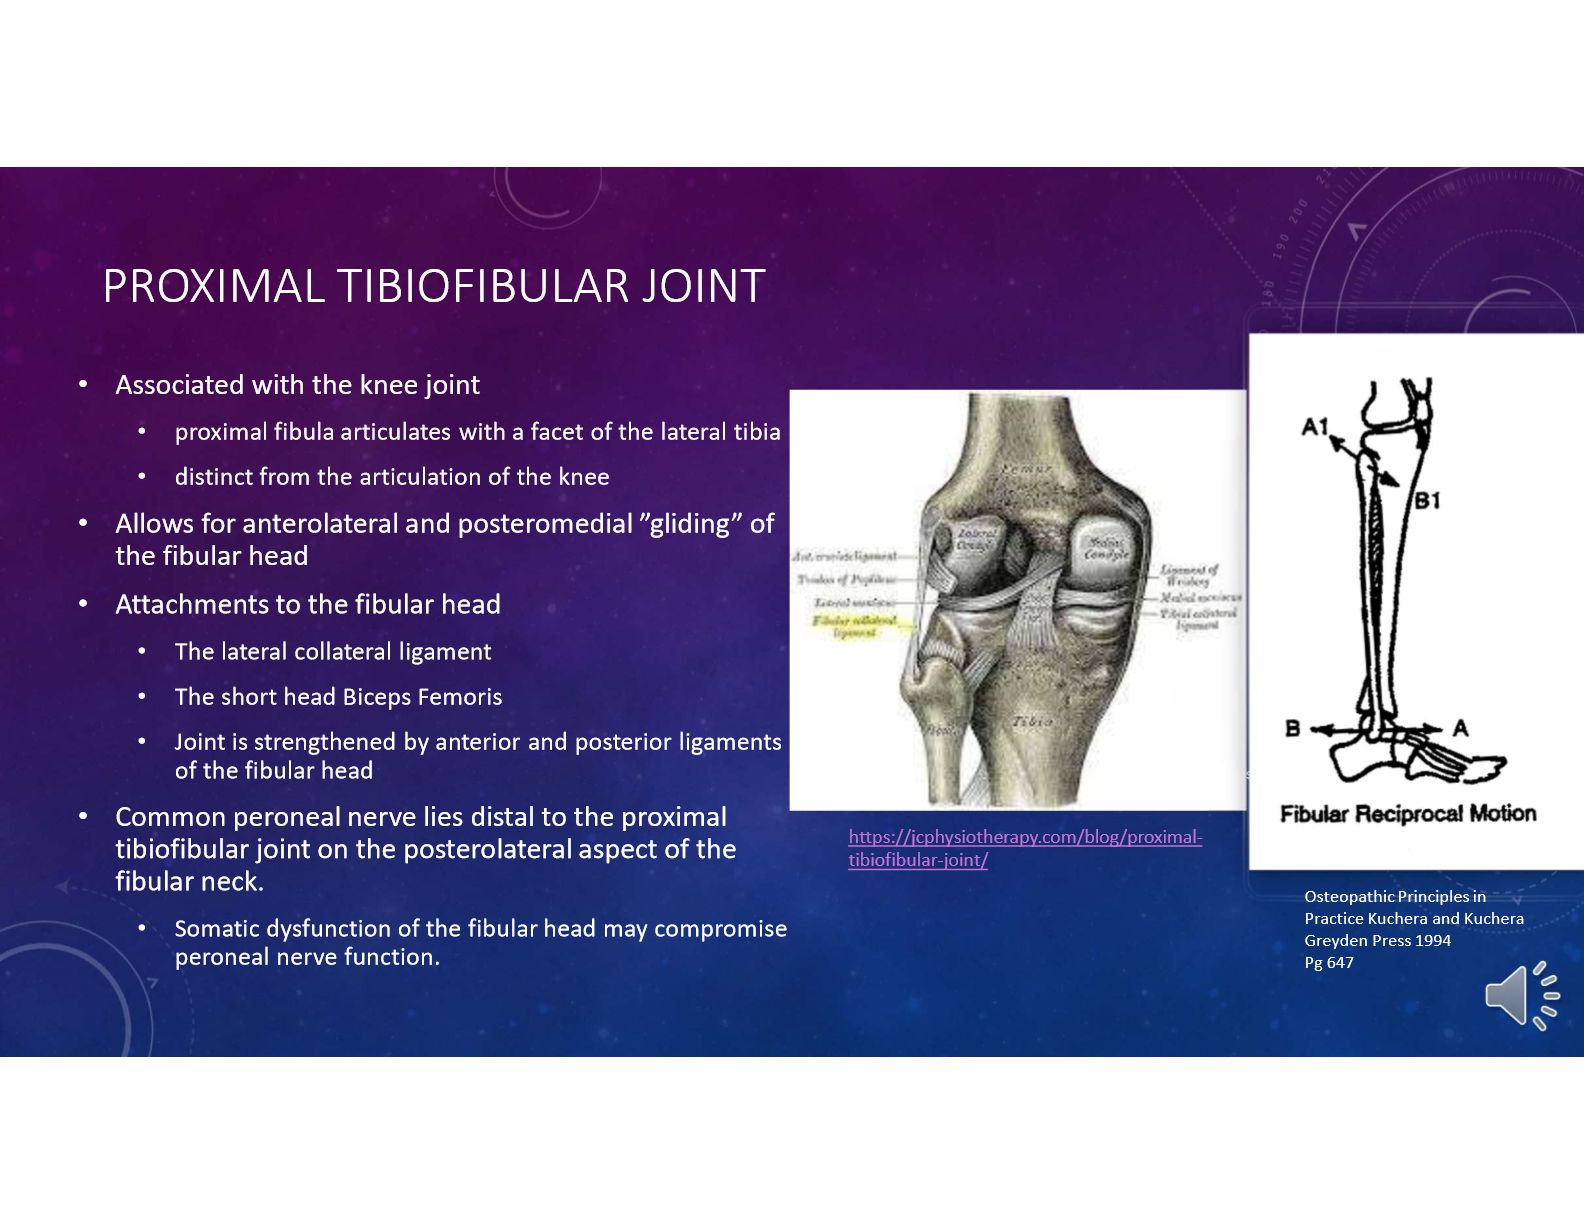 PROXIMAL TIBIOFIBULAR JOINT
• Associated with the knee joint
• proximal fibula articulates with a facet of the lateral tibia
• distinct from the articulation of the knee
• Allows for anterolateral and posteromedial ”gliding” of
the fibular head
• Attachments to the fibular head
• The lateral collateral ligament
• The short head Biceps Femoris
• Joint is strengthened by anterior and posterior ligaments
of the fibular head
• Common peroneal nerve lies distal to the proximal
tibiofibular joint on the posterolateral aspect of the
fibular neck.
• Somatic dysfunction of the fibular head may compromise
peroneal nerve function.
Femur
Lateral
Condyle
Medial
Condyle
Ant. cruciate ligament
Tendon of Popliteus
Lateral meniscus
Fibular collateral
ligament
Ligament of
Wrisberg
Medial meniscus
Tibial collateral
ligament
Tibia
https://jcphysiotherapy.com/blog/proximal-
tibiofibular-joint/
A1
B1
B
A
Fibular Reciprocal Motion
Osteopathic Principles in
Practice Kuchera and Kuchera
Greyden Press 1994
Pg 647
180
190
200